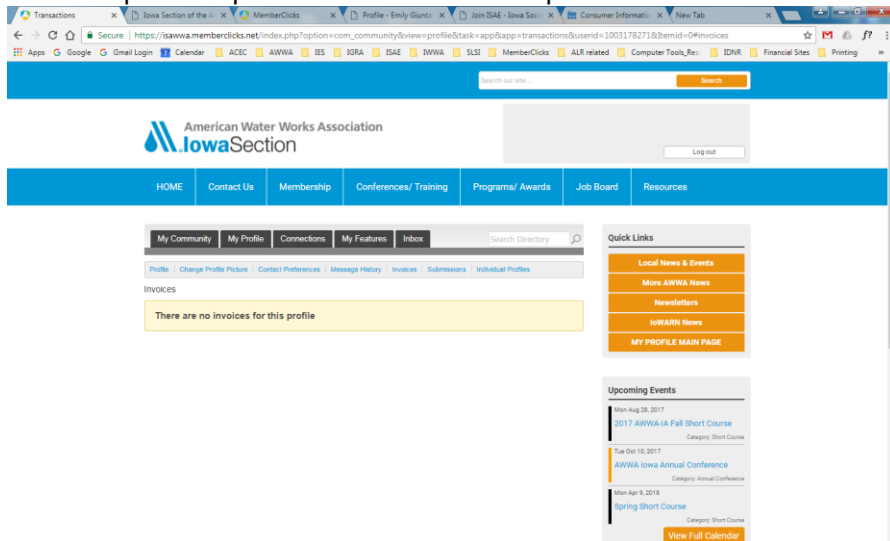 Transactions
Iowa Section of the A
MemberClicks
Profile - Emily Giunta
Join ISAE - Iowa Socie
Consumer Informatio
New Tab
Secure | https://isawwa.memberclicks.net/index.php?option=com_community&view=profile&task=app&app=transactions&userid=1003178271&Itemid=0#invoices
Apps Google Gmail Login Calendar ACEC AWWA IES IGRA ISAE IWWA SLSI MemberClicks ALR related Computer Tools_Res IDNR Financial Sites Printing »
Search our site... Search
American Water Works Association
.IowaSection
Log out
HOME Contact Us Membership Conferences/ Training Programs/ Awards Job Board Resources
My Community My Profile Connections My Features Inbox Search Directory
Profile | Change Profile Picture | Contact Preferences | Message History | Invoices | Submissions | Individual Profiles
Invoices
There are no invoices for this profile
Quick Links
Local News & Events
More AWWA News
Newsletters
IoWARN News
MY PROFILE MAIN PAGE
Upcoming Events
Mon Aug 28, 2017
2017 AWWA-IA Fall Short Course
Category: Short Course
Tue Oct 10, 2017
AWWA Iowa Annual Conference
Category: Annual Conference
Mon Apr 9, 2018
Spring Short Course
Category: Short Course
View Full Calendar